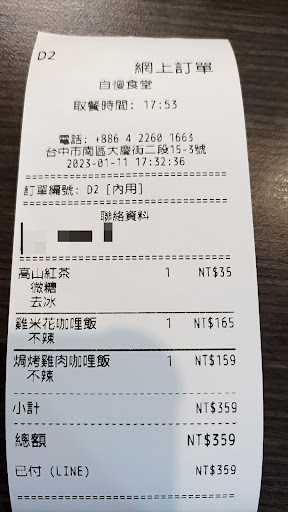 D2
網上訂單
自慢食堂
取餐時間: 17:53
電話: +886 4 2260 1663
台中市南區大慶街二段15-3號
2023-01-11 17:32:36
訂單編號: D2 [內用]
聯絡資料
高山紅茶 1 NT$35
微糖
去冰
雞米花咖哩飯 1 NT$165
不辣
焗烤雞肉咖哩飯 1 NT$159
不辣
小計 NT$359
總額 NT$359
已付 (LINE) NT$359